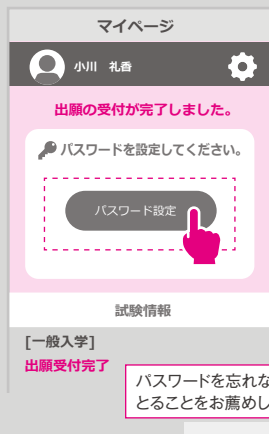 マイページ
小川 礼香
出願の受付が完了しました。
パスワードを設定してください。
パスワード設定
試験情報
[一般入学]
出願受付完了
パスワードを忘れな
とることをお薦めし